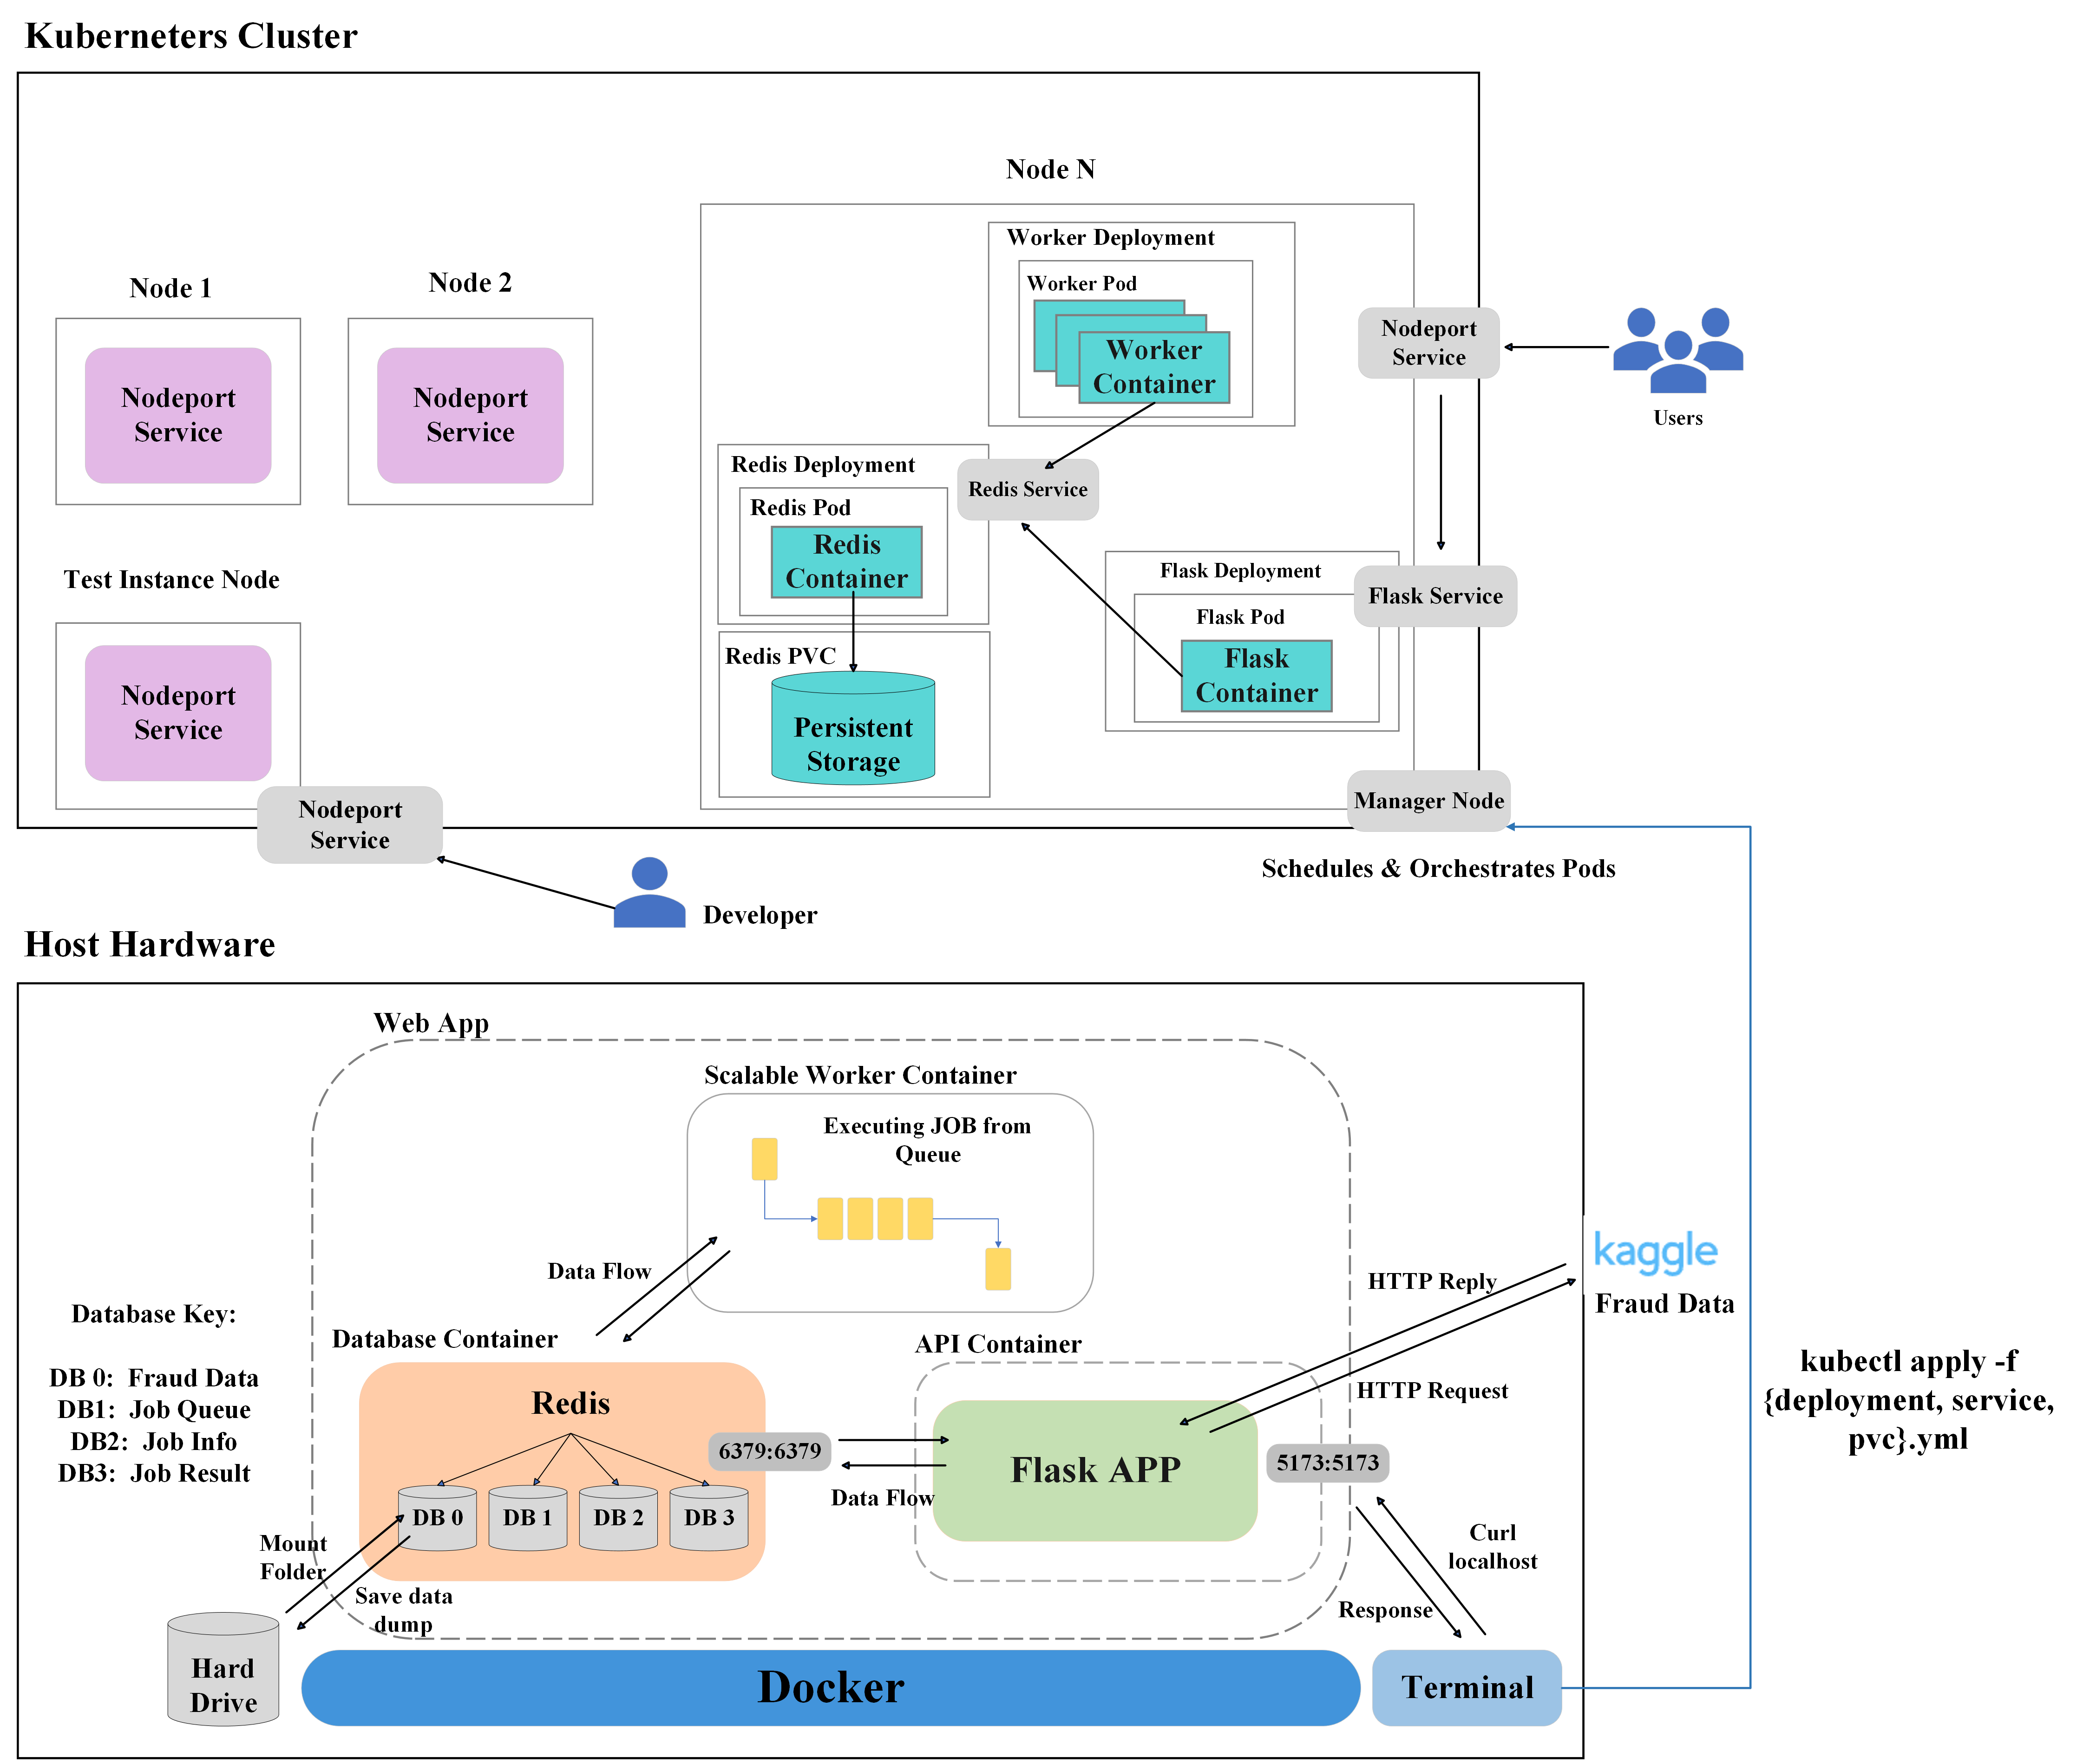 Kuberneters Cluster
Node N
Worker Deployment
Worker Pod
Worker
Container
Node 1
Nodeport
Service
Node 2
Nodeport
Service
Nodeport
Service
Users
Redis Deployment
Redis Pod
Redis
Container
Redis Service
Redis PVC
Persistent
Storage
Flask Deployment
Flask Pod
Flask
Container
Flask Service
Test Instance Node
Nodeport
Service
Nodeport
Service
Manager Node
Schedules & Orchestrates Pods
Developer
Host Hardware
Web App
Scalable Worker Container
Executing JOB from
Queue
Data Flow
Database Key:
DB 0: Fraud Data
DB1: Job Queue
DB2: Job Info
DB3: Job Result
Database Container
Redis
DB 0
DB 1
DB 2
DB 3
6379:6379
Data Flow
API Container
Flask APP
5173:5173
HTTP Reply
HTTP Request
kaggle
Fraud Data
kubectl apply -f
{deployment, service,
pvc}.yml
Mount
Folder
Save data
dump
Curl
localhost
Response
Hard
Drive
Docker
Terminal